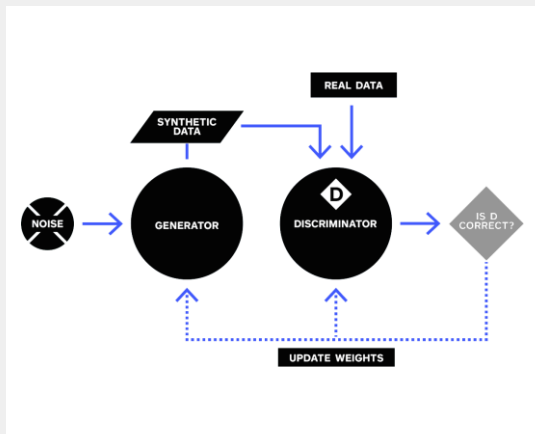 REAL DATA
SYNTHETIC
DATA
D
NOISE
GENERATOR
DISCRIMINATOR
IS D
CORRECT?
UPDATE WEIGHTS